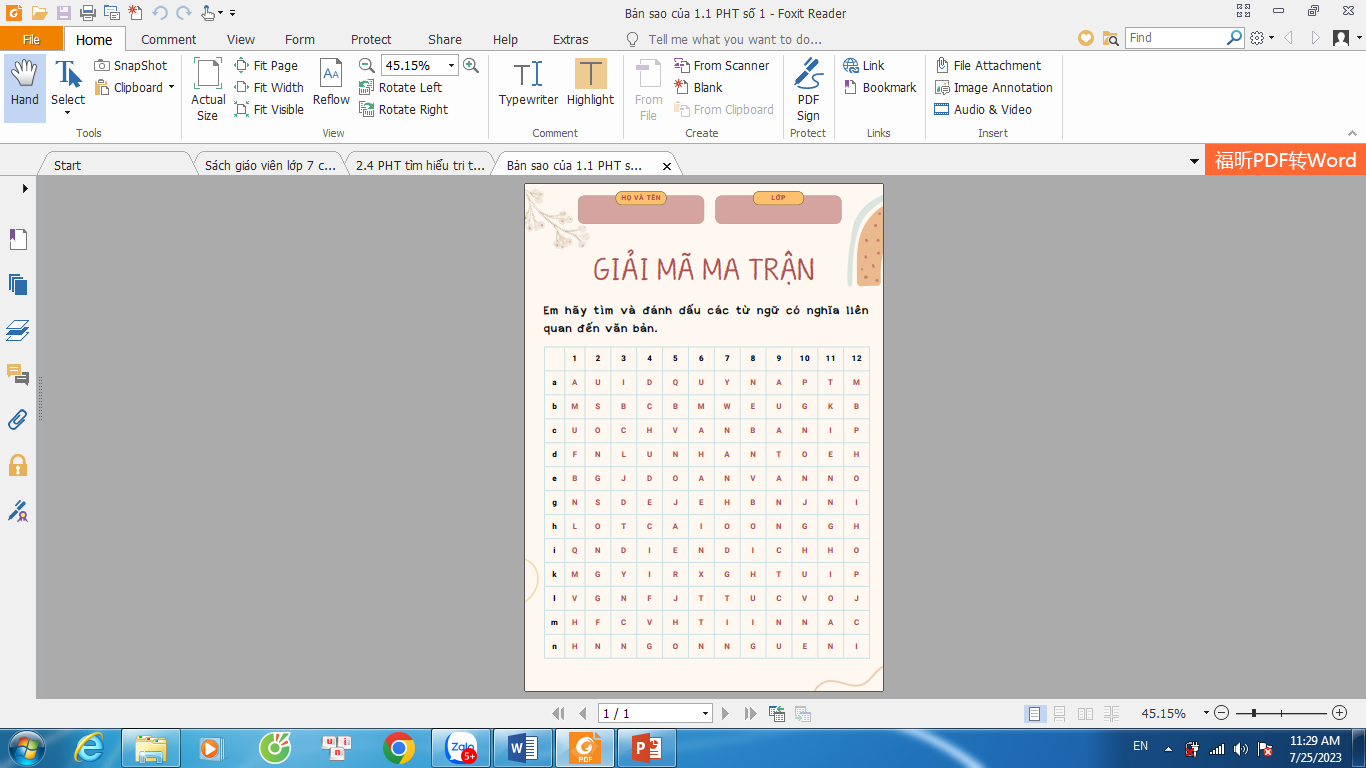 Bản sao của 1.1 PHT số 1 - Foxit Reader
File Home Comment View Form Protect Share Help Extras Tell me what you want to do... Find
Hand
Select
SnapShot
Clipboard
Tools
Actual Size
Fit Page
Fit Width
Fit Visible
Reflow
45.15%
Rotate Left
Rotate Right
View
Typewriter
Highlight
Comment
From File
From Scanner
Blank
From Clipboard
Create
PDF Sign
Protect
Link
Bookmark
Links
File Attachment
Image Annotation
Audio & Video
Insert
Start
Sách giáo viên lớp 7 c...
2.4 PHT tìm hiểu tri t...
Bản sao của 1.1 PHT s...
福昕PDF转Word
HỌ VÀ TÊN
LỚP
GIẢI MÃ MA TRẬN
Em hãy tìm và đánh dấu các từ ngữ có nghĩa liên
quan đến văn bản.
1 2 3 4 5 6 7 8 9 10 11 12
a A U I D Q U Y N A P T M
b M S B C B M W E U G K B
c U O C H V A N B A N I P
d F N L U N H A N T O E H
e B G J D O A N V A N N O
g N S D E J E H B N J N I
h L O T C A I O O N G G H
i Q N D I E N D I C H H O
k M G Y I R X G H T U I P
l V G N F J T T U C V O J
m H F C V H T I I N N A C
n H N N G O N N G U E N I
1 / 1
45.15%
Zalo
5+
PDF
EN
11:29 AM
7/25/2023